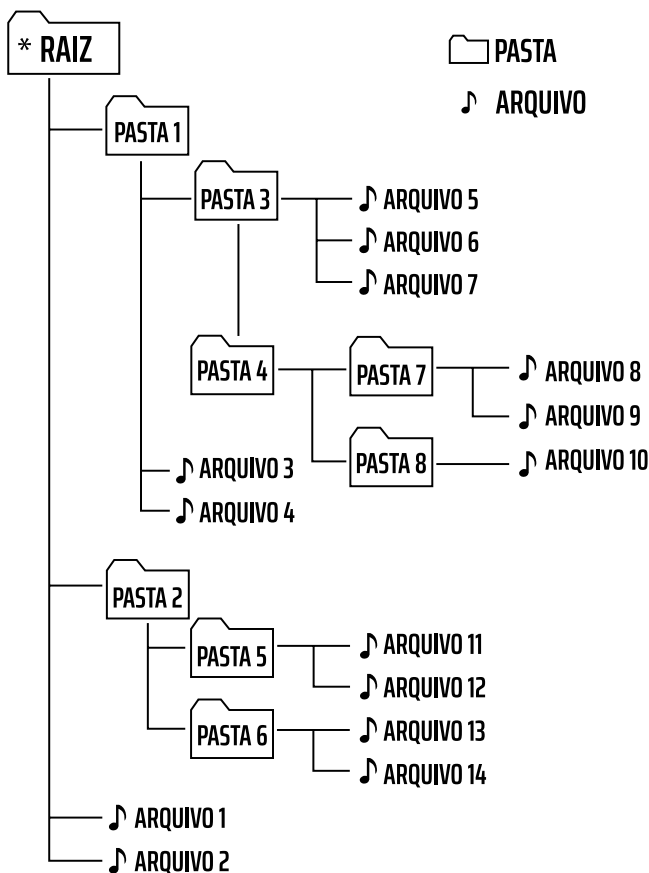 * RAIZ
PASTA
ARQUIVO
PASTA 1
PASTA 3
ARQUIVO 5
ARQUIVO 6
ARQUIVO 7
PASTA 4
PASTA 7
ARQUIVO 8
ARQUIVO 9
PASTA 8
ARQUIVO 10
ARQUIVO 3
ARQUIVO 4
PASTA 2
PASTA 5
ARQUIVO 11
ARQUIVO 12
PASTA 6
ARQUIVO 13
ARQUIVO 14
ARQUIVO 1
ARQUIVO 2